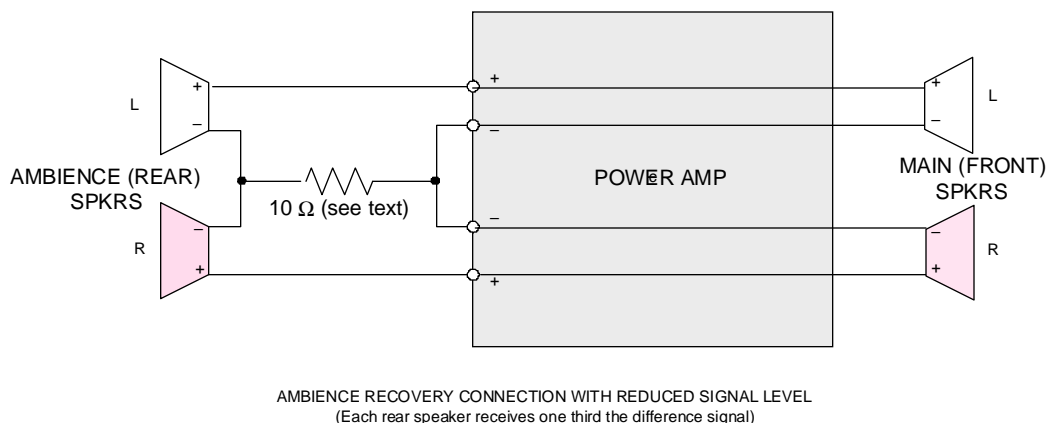 +
+
+
L
L
–
–
–
AMBIENCE (REAR)
SPKRS
POWER AMP
MAIN (FRONT)
SPKRS
10 Ω (see text)
–
–
–
R
R
+
+
+
AMBIENCE RECOVERY CONNECTION WITH REDUCED SIGNAL LEVEL
(Each rear speaker receives one third the difference signal)